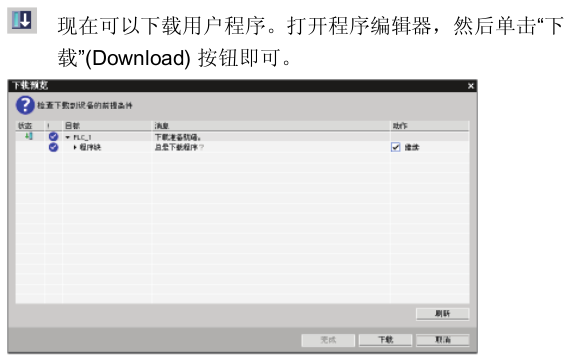 现在可以下载用户程序。打开程序编辑器，然后单击“下
载”(Download) 按钮即可。
下载预览
检查下载到设备的前提条件
状态 ! 目标 消息 动作
PLC_1 下载准备就绪。
程序块 总是下载程序？ 继续
刷新
完成 下载 取消